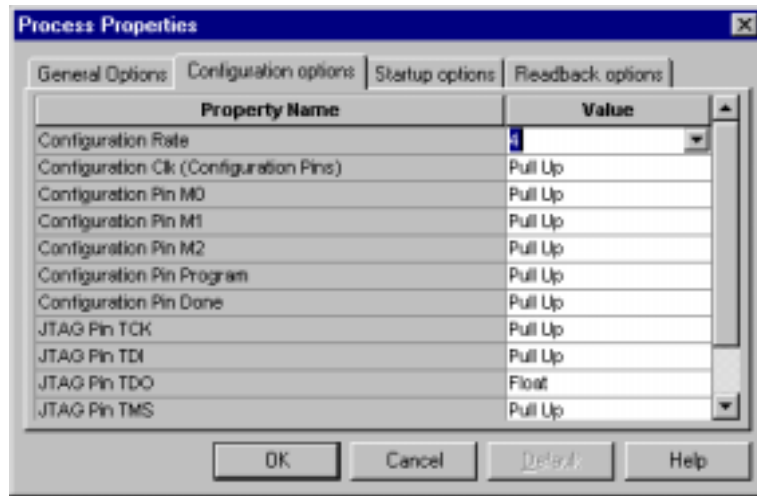 Process Properties
General Options Configuration options Startup options Readback options
Property Name Value
Configuration Rate 4
Configuration Clk (Configuration Pins) Pull Up
Configuration Pin M0 Pull Up
Configuration Pin M1 Pull Up
Configuration Pin M2 Pull Up
Configuration Pin Program Pull Up
Configuration Pin Done Pull Up
JTAG Pin TCK Pull Up
JTAG Pin TDI Pull Up
JTAG Pin TDO Float
JTAG Pin TMS Pull Up
OK Cancel Default Help